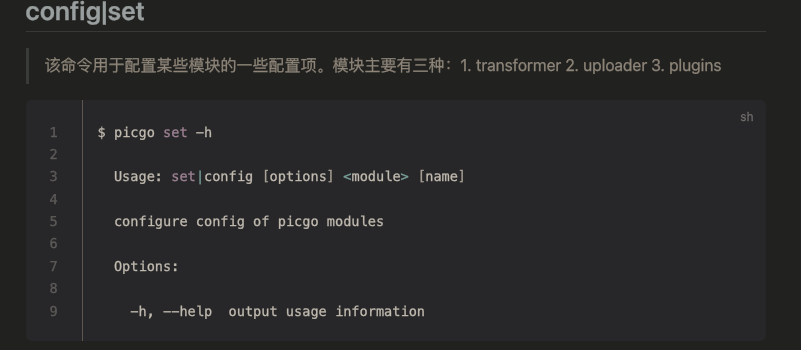 config|set
该命令用于配置某些模块的一些配置项。模块主要有三种：1. transformer 2. uploader 3. plugins
sh
1 $ picgo set -h
2
3 Usage: set|config [options] <module> [name]
4
5 configure config of picgo modules
6
7 Options:
8
9 -h, --help  output usage information